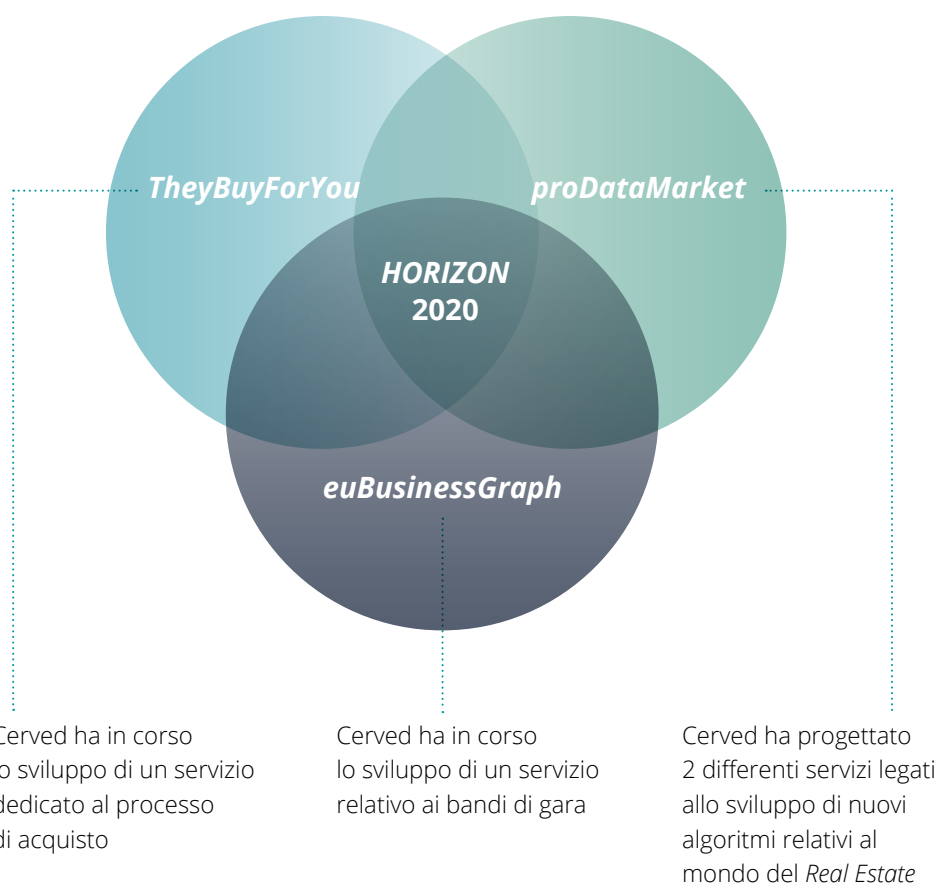 TheyBuyForYou
proDataMarket
HORIZON
2020
euBusinessGraph
Cerved ha in corso
lo sviluppo di un servizio
dedicato al processo
di acquisto
Cerved ha in corso
lo sviluppo di un servizio
relativo ai bandi di gara
Cerved ha progettato
2 differenti servizi legati
allo sviluppo di nuovi
algoritmi relativi al
mondo del Real Estate